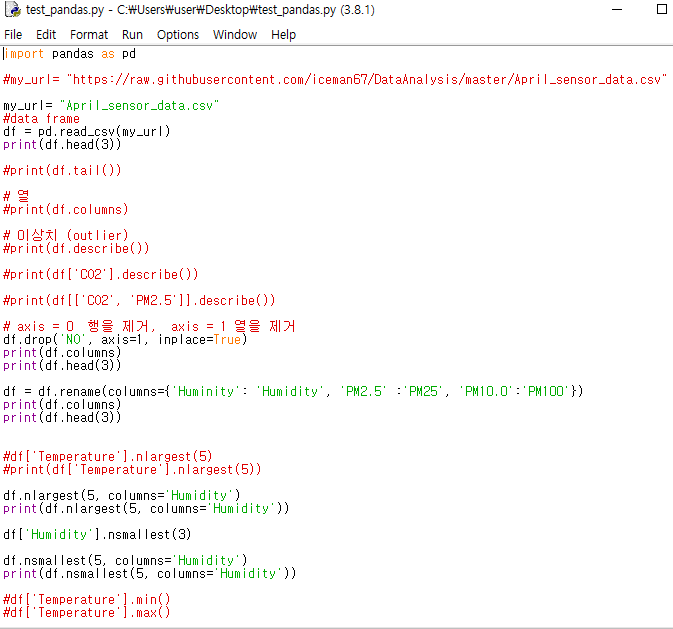 test_pandas.py - C:₩Users₩user₩Desktop₩test_pandas.py (3.8.1)
File Edit Format Run Options Window Help
import pandas as pd
#my_url= "https://raw.githubusercontent.com/iceman67/DataAnalysis/master/April_sensor_data.csv"
my_url= "April_sensor_data.csv"
#data frame
df = pd.read_csv(my_url)
print(df.head(3))
#print(df.tail())
# 열
#print(df.columns)
# 이상치 (outlier)
#print(df.describe())
#print(df['CO2'].describe())
#print(df[['CO2', 'PM2.5']].describe())
# axis = 0  행을 제거,  axis = 1 열을 제거
df.drop('NO', axis=1, inplace=True)
print(df.columns)
print(df.head(3))
df = df.rename(columns={'Huminity': 'Humidity', 'PM2.5' :'PM25', 'PM10.0':'PM100'})
print(df.columns)
print(df.head(3))
#df['Temperature'].nlargest(5)
#print(df['Temperature'].nlargest(5))
df.nlargest(5, columns='Humidity')
print(df.nlargest(5, columns='Humidity'))
df['Humidity'].nsmallest(3)
df.nsmallest(5, columns='Humidity')
print(df.nsmallest(5, columns='Humidity'))
#df['Temperature'].min()
#df['Temperature'].max()